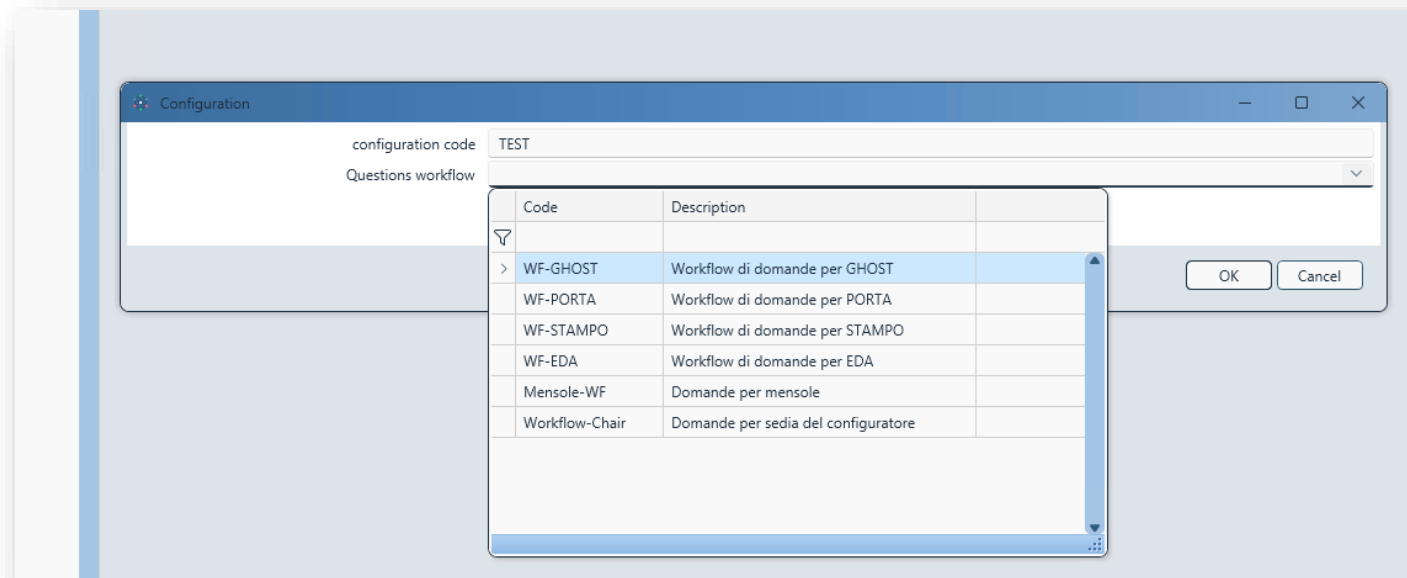 Configuration
configuration code TEST
Questions workflow
Code Description
WF-GHOST Workflow di domande per GHOST
WF-PORTA Workflow di domande per PORTA
WF-STAMPO Workflow di domande per STAMPO
WF-EDA Workflow di domande per EDA
Mensole-WF Domande per mensole
Workflow-Chair Domande per sedia del configuratore
OK Cancel